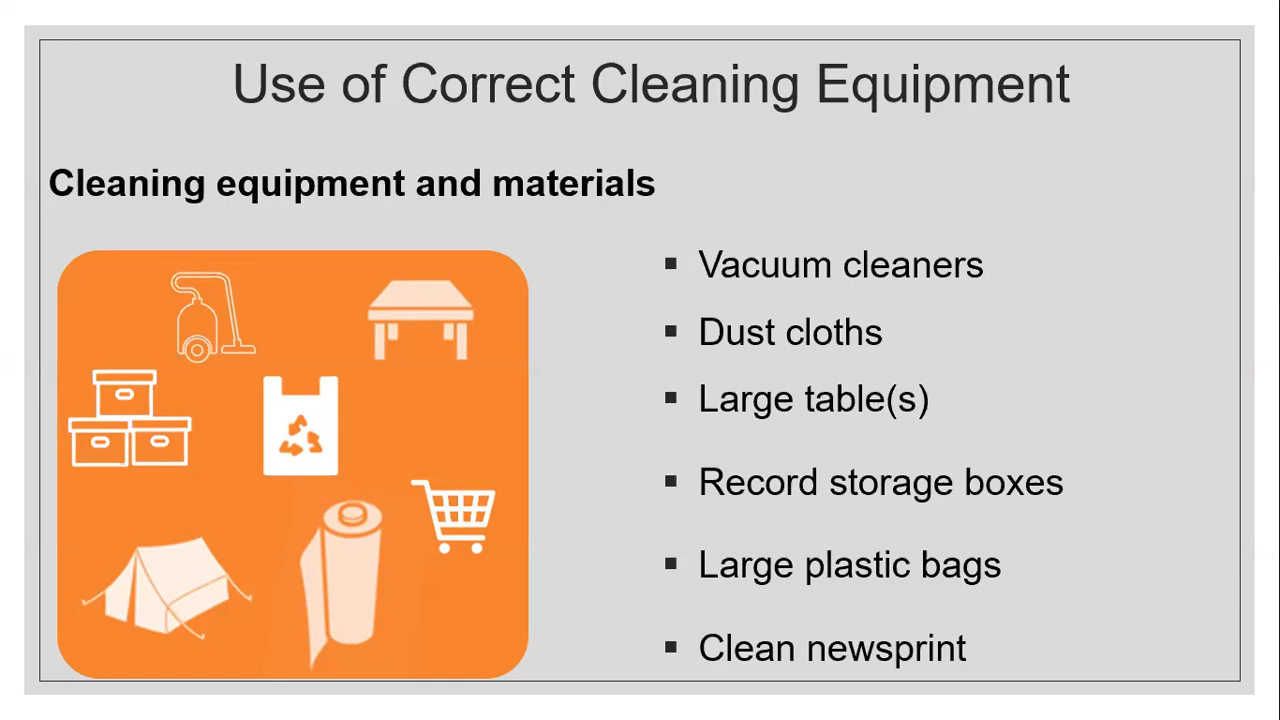 Use of Correct Cleaning Equipment
Cleaning equipment and materials
▪ Vacuum cleaners
▪ Dust cloths
▪ Large table(s)
▪ Record storage boxes
▪ Large plastic bags
▪ Clean newsprint